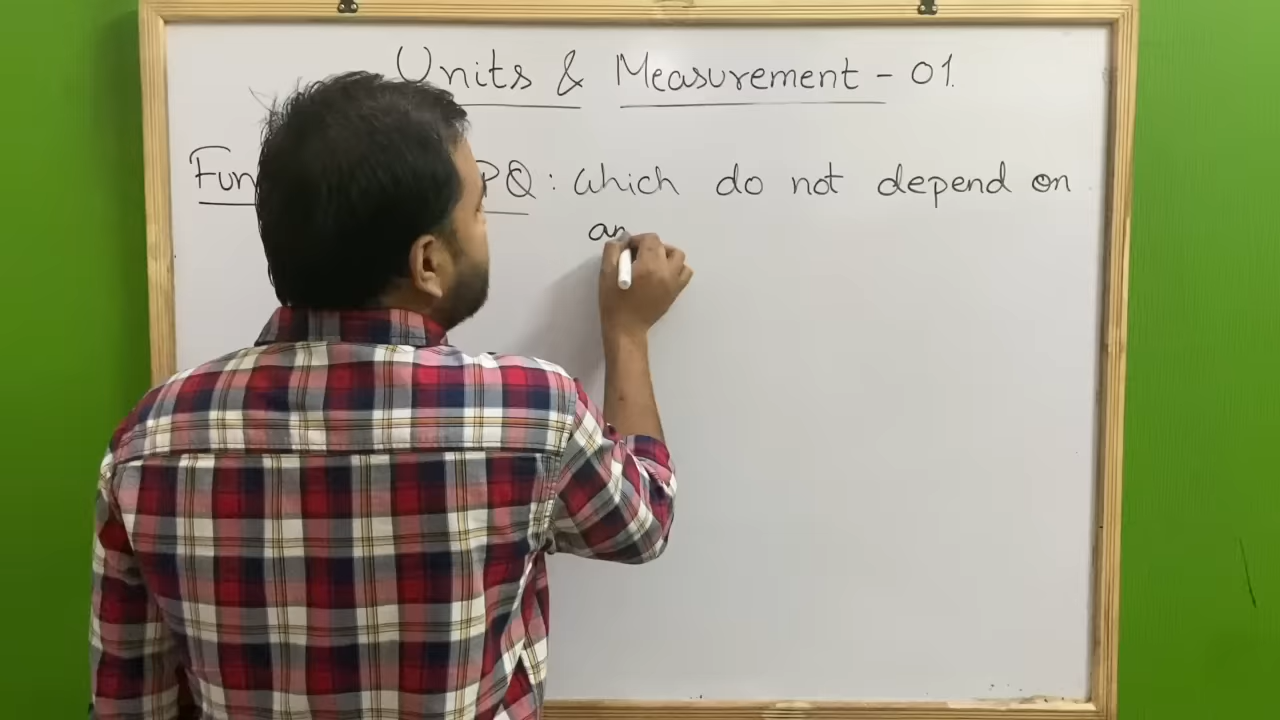 Units & Measurement - 01.
Fun PQ : Which do not depend on
an